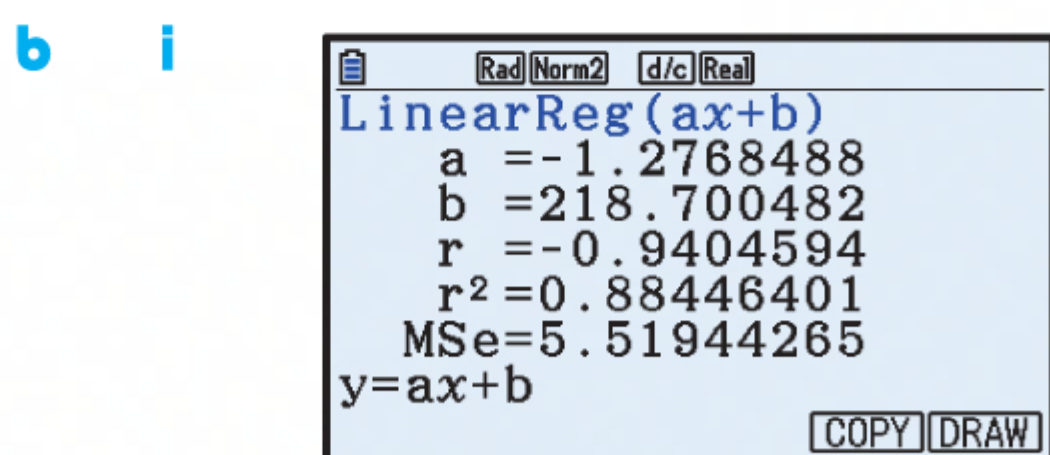 b i
Rad Norm2 d/c Real
LinearReg(ax+b)
a =-1.2768488
b =218.700482
r =-0.9404594
r²=0.88446401
MSe=5.51944265
y=ax+b
COPY DRAW